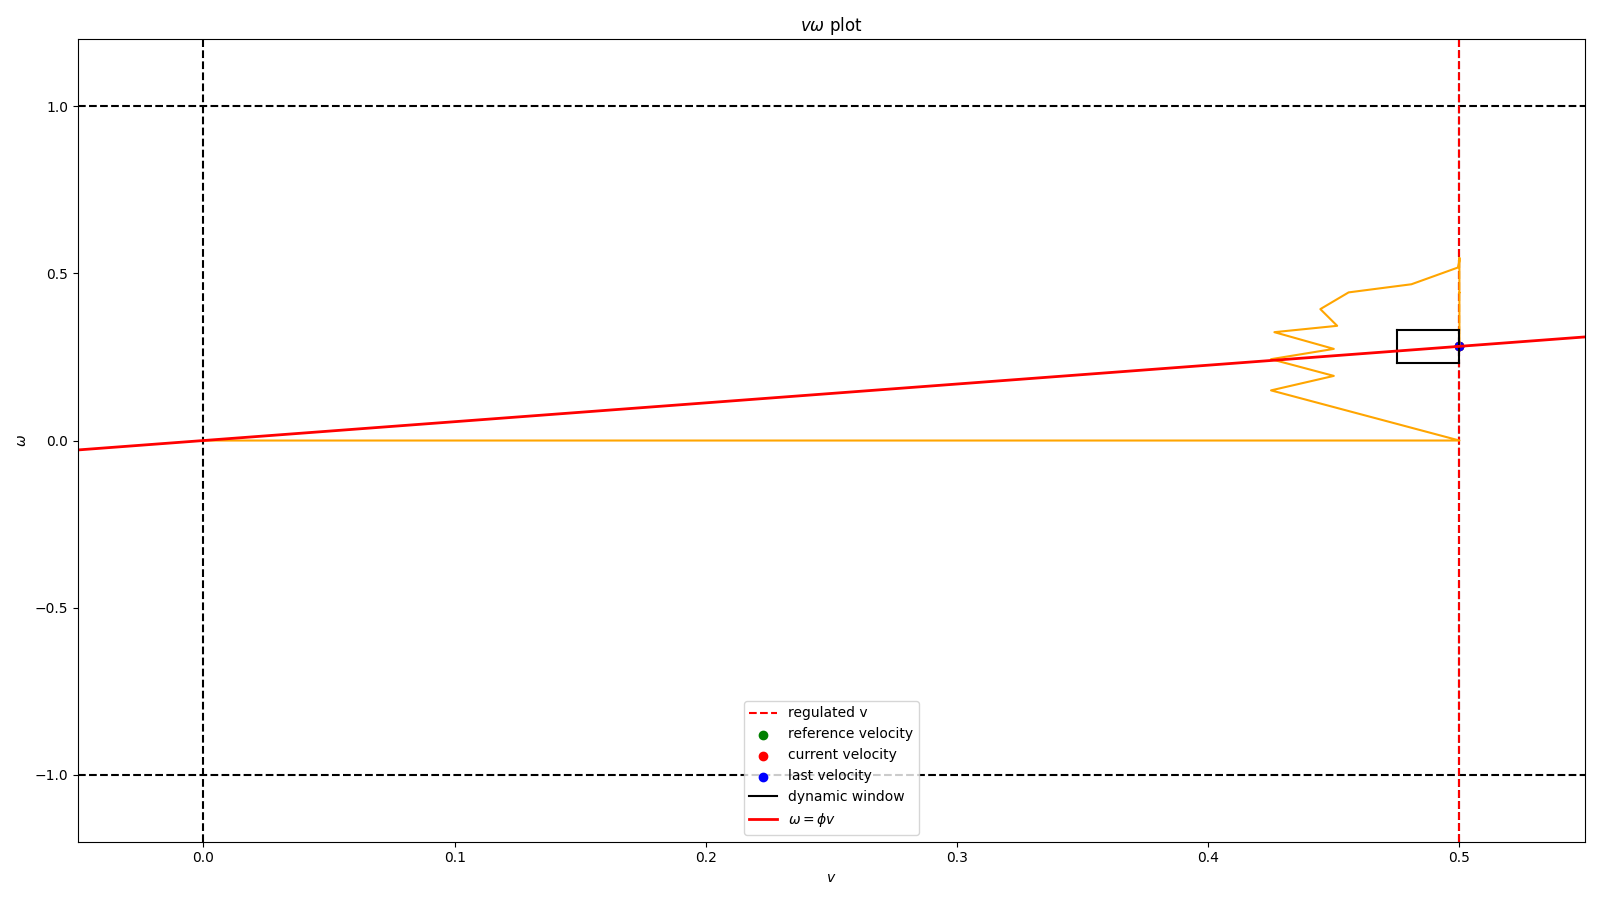 vω plot
1.0
0.5
0.0
−0.5
−1.0
ω
0.0
0.1
0.2
0.3
0.4
0.5
v
regulated v
reference velocity
current velocity
last velocity
dynamic window
ω = ϕv